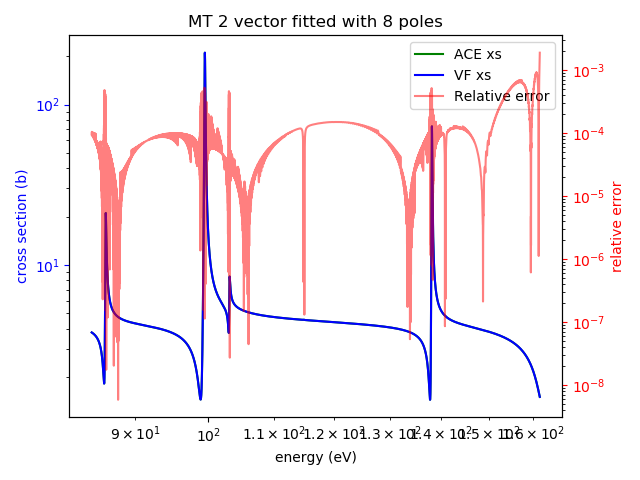 MT 2 vector fitted with 8 poles
ACE xs
VF xs
Relative error
10²
10¹
cross section (b)
10⁻³
10⁻⁴
10⁻⁵
10⁻⁶
10⁻⁷
10⁻⁸
relative error
9 × 10¹ 10² 1.1 × 10² 1.2 × 10² 1.3 × 10² 1.4 × 10² 1.5 × 10² 1.6 × 10²
energy (eV)